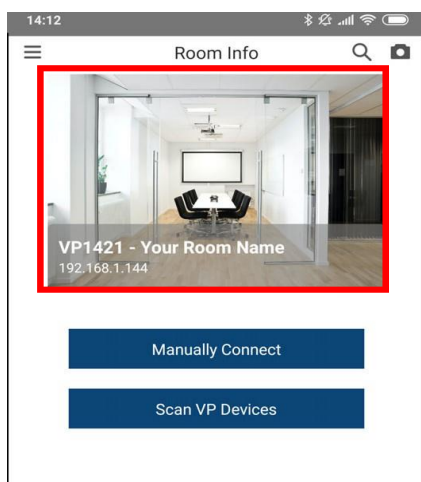 14:12
Room Info
VP1421 - Your Room Name
192.168.1.144
Manually Connect
Scan VP Devices